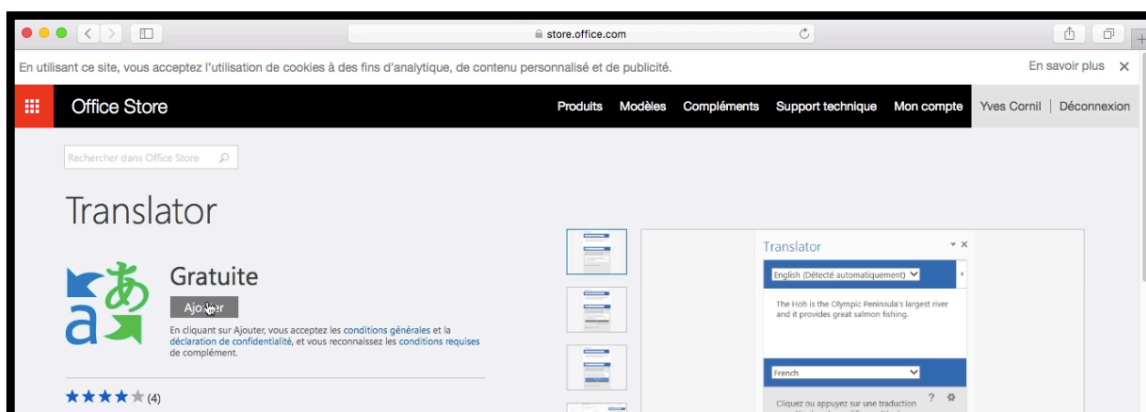 store.office.com
En utilisant ce site, vous acceptez l'utilisation de cookies à des fins d'analytique, de contenu personnalisé et de publicité.
En savoir plus
Office Store
Produits Modèles Compléments Support technique Mon compte Yves Cornil | Déconnexion
Rechercher dans Office Store
Translator
Gratuite
Ajouter
En cliquant sur Ajouter, vous acceptez les conditions générales et la
déclaration de confidentialité, et vous reconnaissez les conditions requises
de complément.
(4)
Translator
English (Détecté automatiquement)
The Hoh is the Olympic Peninsula's largest river
and it provides great salmon fishing.
French
Cliquez ou appuyez sur une traduction